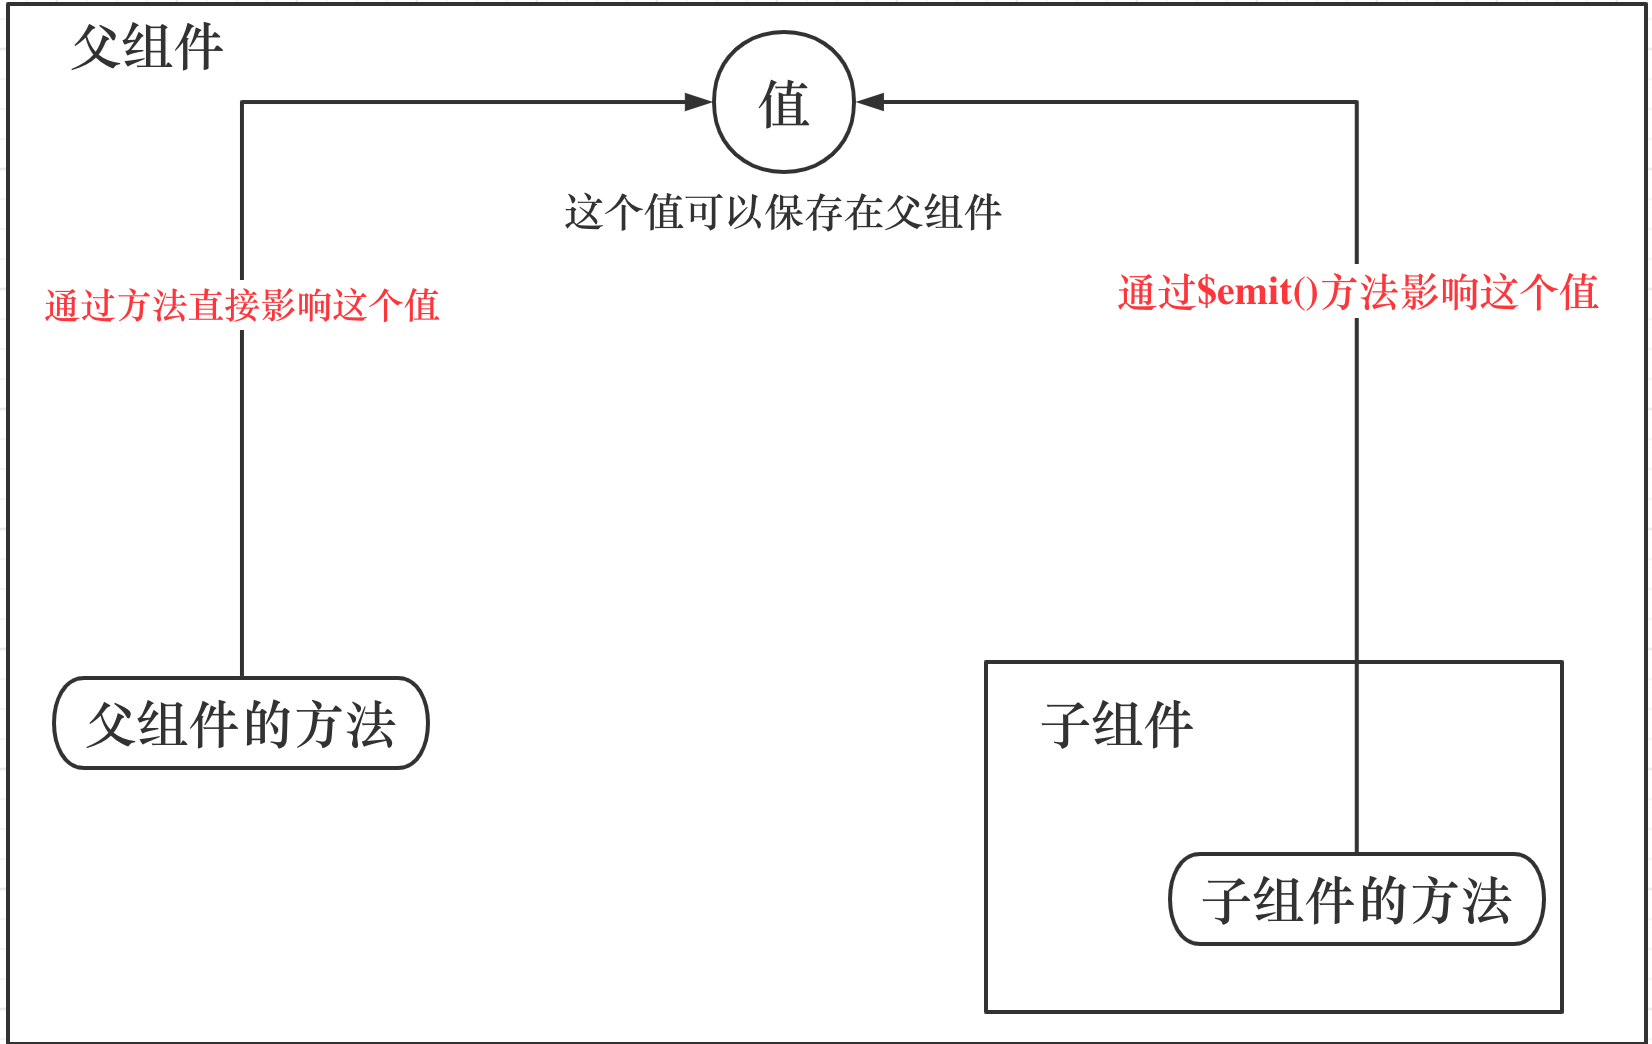 父组件
值
这个值可以保存在父组件
通过方法直接影响这个值
通过$emit()方法影响这个值
父组件的方法
子组件
子组件的方法